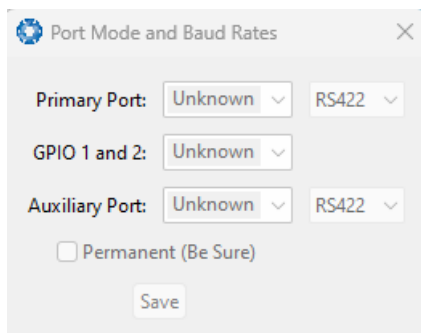 Port Mode and Baud Rates
Primary Port: Unknown RS422
GPIO 1 and 2: Unknown
Auxiliary Port: Unknown RS422
Permanent (Be Sure)
Save